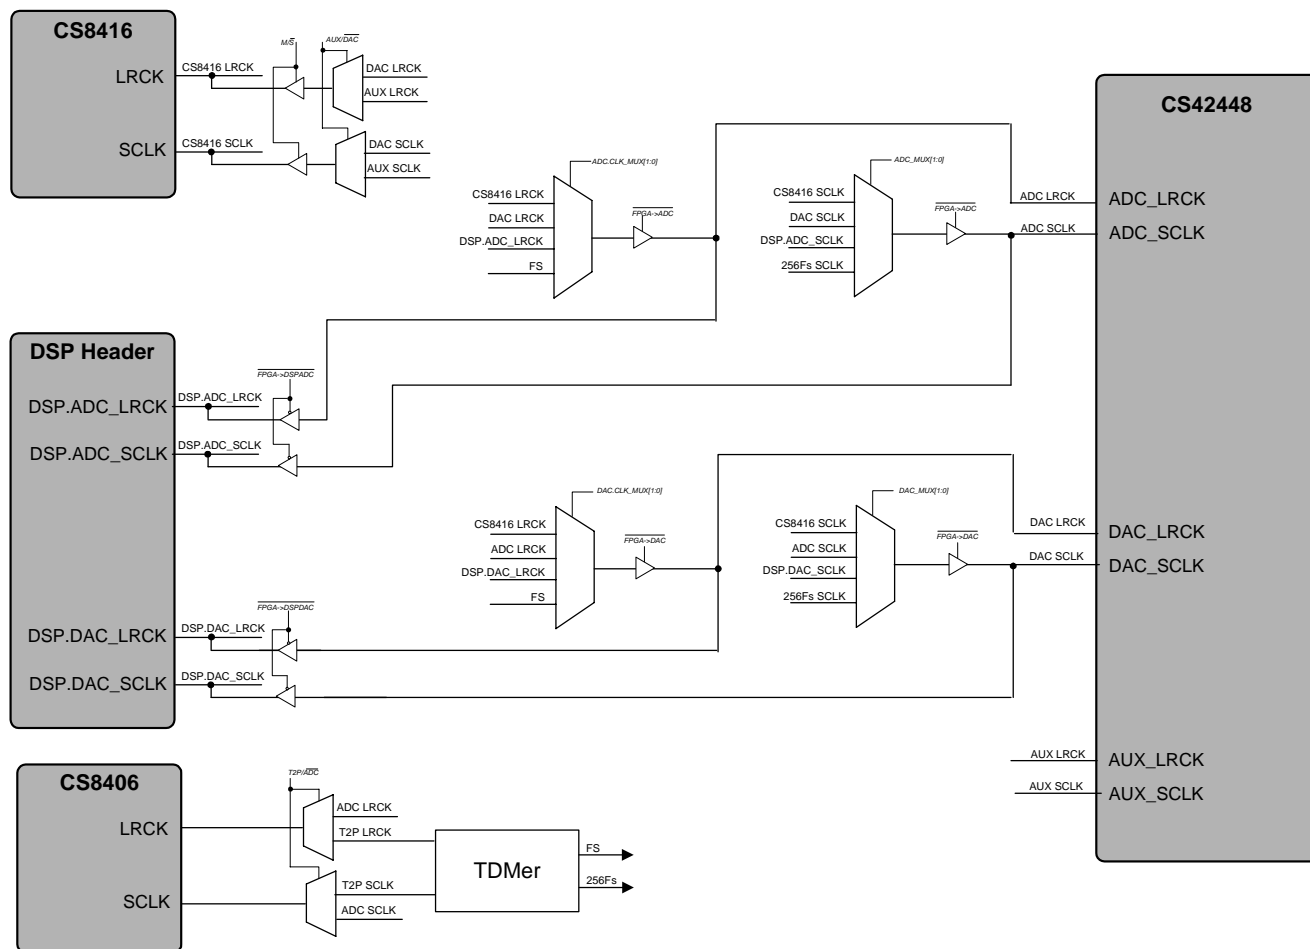 CS8416
LRCK
SCLK
CS8416 LRCK
CS8416 SCLK
M/S
AUX/DAC
DAC LRCK
AUX LRCK
DAC SCLK
AUX SCLK
ADC.CLK_MUX[1:0]
CS8416 LRCK
DAC LRCK
DSP.ADC_LRCK
FS
FPGA->ADC
ADC_MUX[1:0]
CS8416 SCLK
DAC SCLK
DSP.ADC_SCLK
256Fs SCLK
FPGA->ADC
ADC LRCK
ADC SCLK
CS42448
ADC_LRCK
ADC_SCLK
DAC_LRCK
DAC_SCLK
AUX_LRCK
AUX_SCLK
DSP Header
DSP.ADC_LRCK
DSP.ADC_SCLK
DSP.DAC_LRCK
DSP.DAC_SCLK
FPGA->DSPADC
DSP.ADC_LRCK
DSP.ADC_SCLK
FPGA->DSPDAC
DSP.DAC_LRCK
DSP.DAC_SCLK
DAC.CLK_MUX[1:0]
CS8416 LRCK
ADC LRCK
DSP.DAC_LRCK
FS
FPGA->DAC
DAC_MUX[1:0]
CS8416 SCLK
ADC SCLK
DSP.DAC_SCLK
256Fs SCLK
FPGA->DAC
DAC LRCK
DAC SCLK
AUX LRCK
AUX SCLK
CS8406
LRCK
SCLK
T2P/ADC
ADC LRCK
T2P LRCK
T2P SCLK
ADC SCLK
TDMer
FS
256Fs